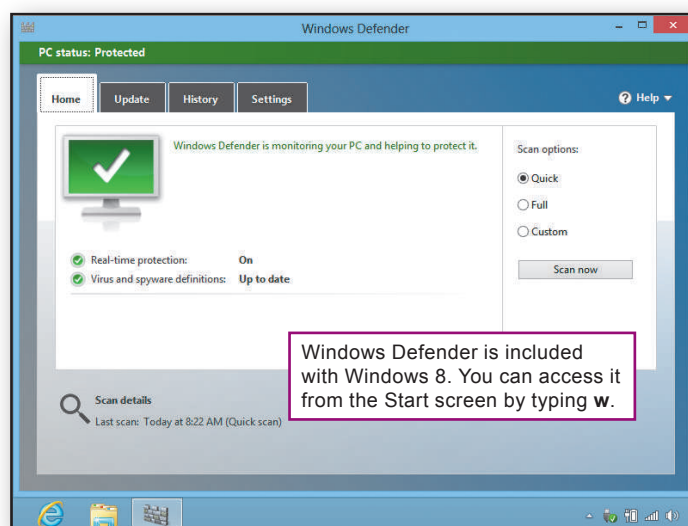 Windows Defender
PC status: Protected
Home
Update
History
Settings
Help
Windows Defender is monitoring your PC and helping to protect it.
Real-time protection: On
Virus and spyware definitions: Up to date
Scan options:
Quick
Full
Custom
Scan now
Windows Defender is included
with Windows 8. You can access it
from the Start screen by typing w.
Scan details
Last scan: Today at 8:22 AM (Quick scan)